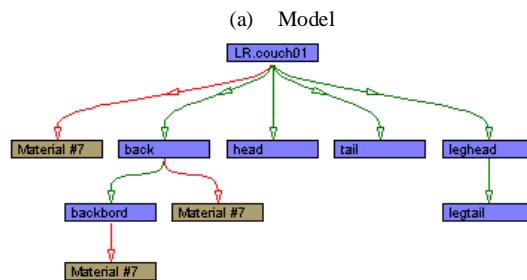 (a) Model
LR.couch01
Material #7 back head tail leghead
backbord Material #7 legtail
Material #7